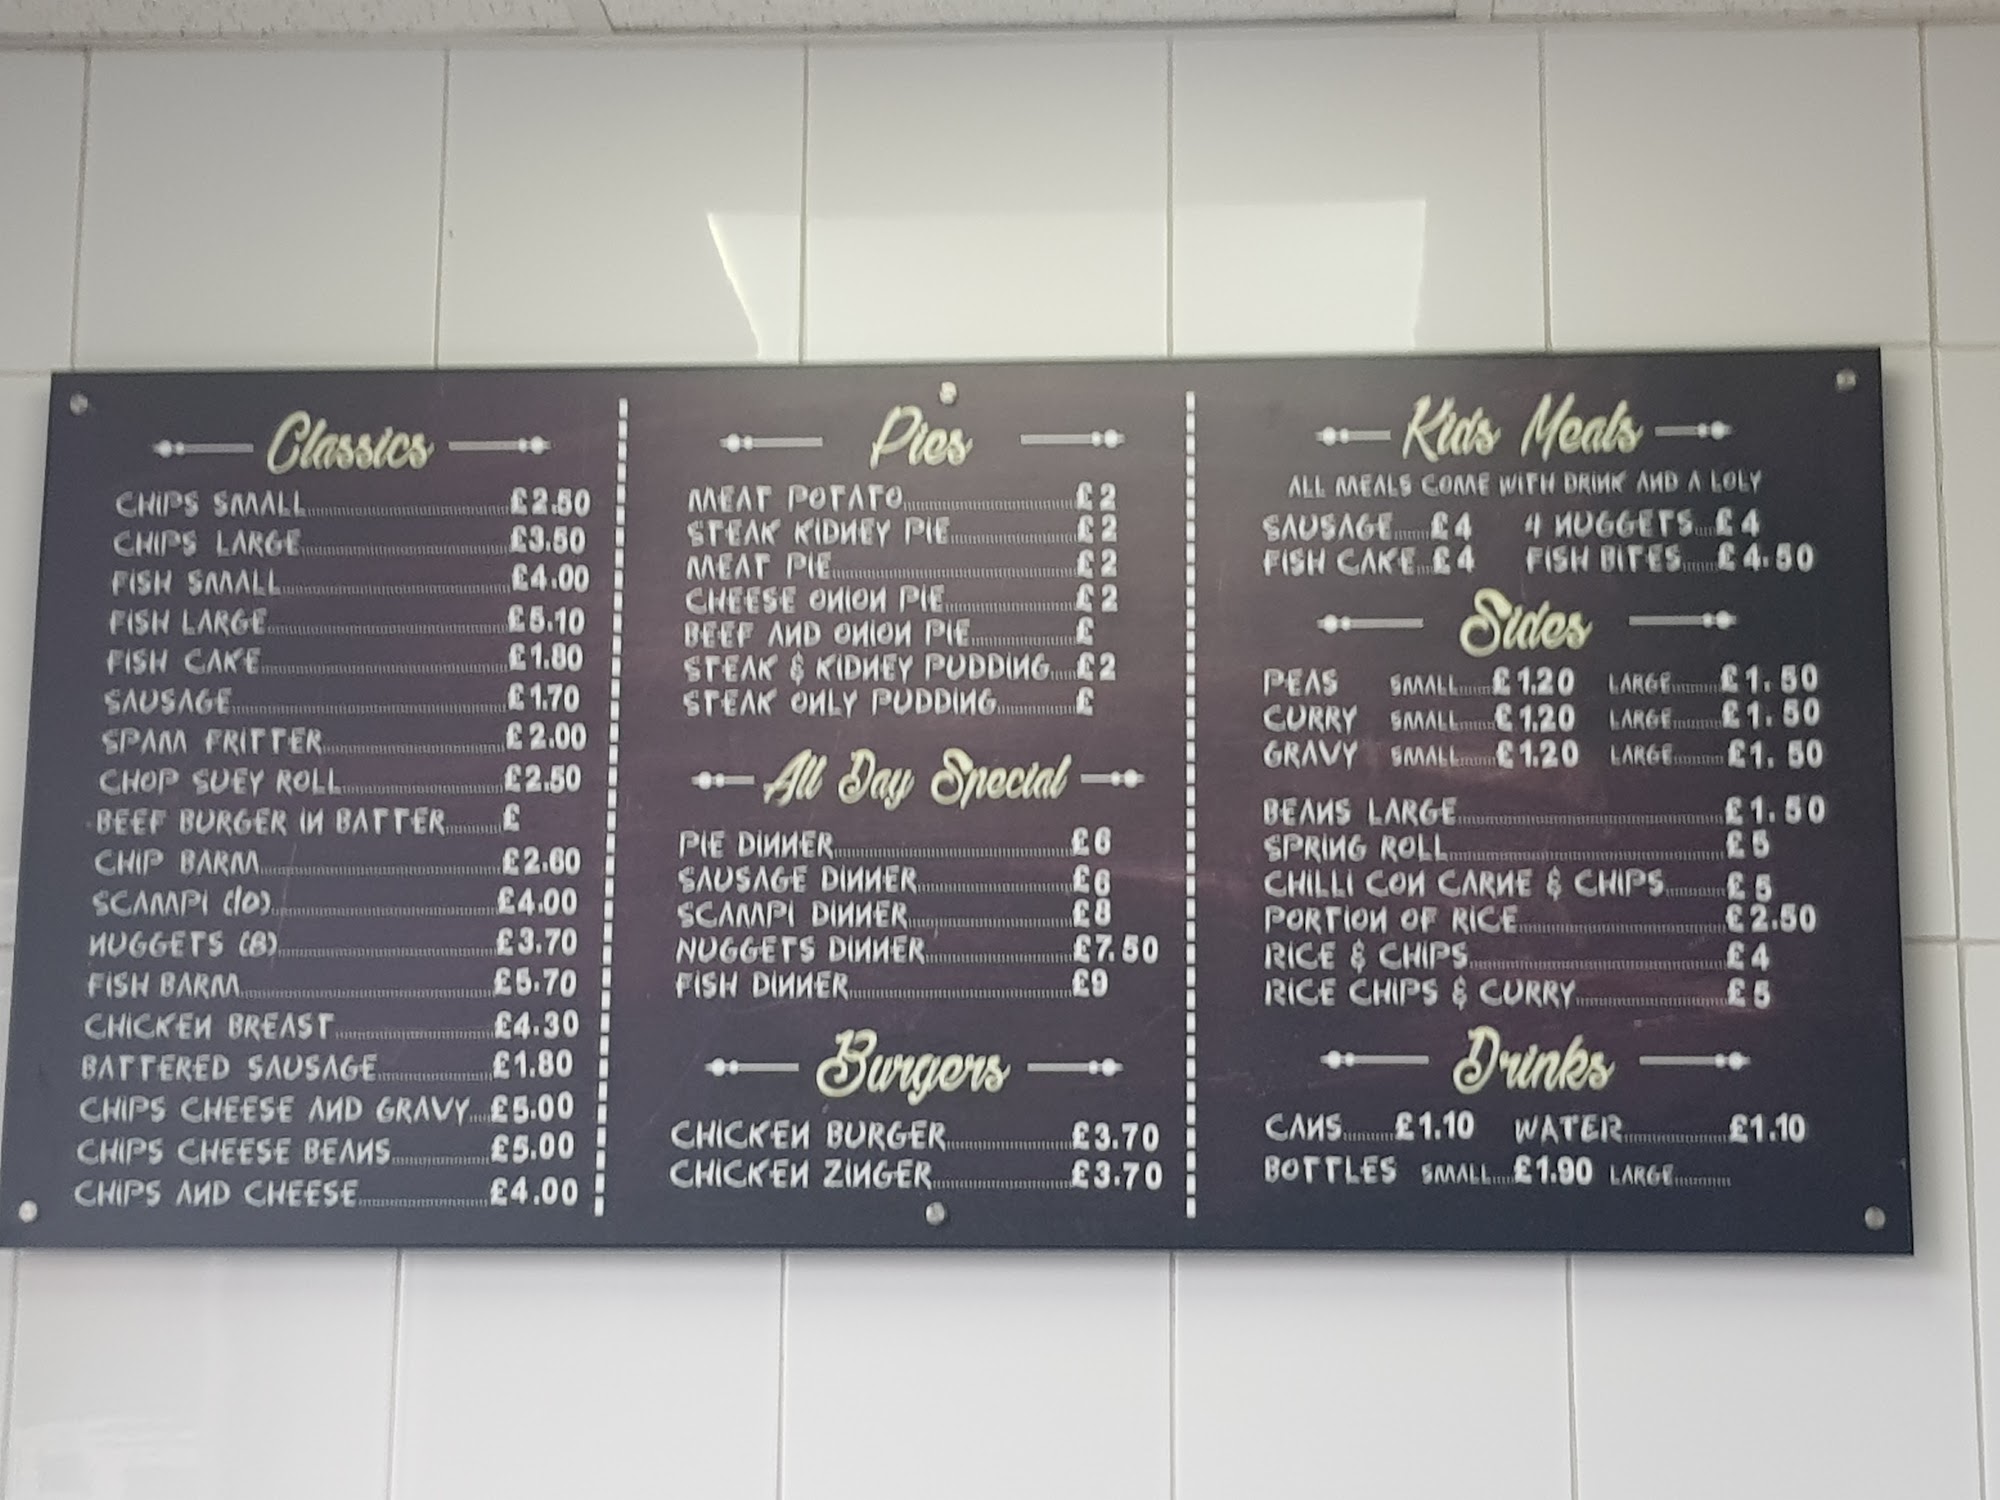 Classics
CHIPS SMALL £2.50
CHIPS LARGE £3.50
FISH SMALL £4.00
FISH LARGE £5.10
FISH CAKE £1.80
SAUSAGE £1.70
SPAM FRITTER £2.00
CHOP SUEY ROLL £2.50
BEEF BURGER IN BATTER £
CHIP BARM £2.60
SCAMPI (10) £4.00
NUGGETS (8) £3.70
FISH BARM £5.70
CHICKEN BREAST £4.30
BATTERED SAUSAGE £1.80
CHIPS CHEESE AND GRAVY £5.00
CHIPS CHEESE BEANS £5.00
CHIPS AND CHEESE £4.00
Pies
MEAT POTATO £2
STEAK KIDNEY PIE £2
MEAT PIE £2
CHEESE ONION PIE £2
BEEF AND ONION PIE £
STEAK & KIDNEY PUDDING £2
STEAK ONLY PUDDING £
All Day Special
PIE DINNER £6
SAUSAGE DINNER £6
SCAMPI DINNER £8
NUGGETS DINNER £7.50
FISH DINNER £9
Burgers
CHICKEN BURGER £3.70
CHICKEN ZINGER £3.70
Kids Meals
ALL MEALS COME WITH DRINK AND A LOLY
SAUSAGE £4 4 NUGGETS £4
FISH CAKE £4 FISH BITES £4.50
Sides
PEAS SMALL £1.20 LARGE £1.50
CURRY SMALL £1.20 LARGE £1.50
GRAVY SMALL £1.20 LARGE £1.50
BEANS LARGE £1.50
SPRING ROLL £5
CHILLI CON CARNE & CHIPS £5
PORTION OF RICE £2.50
RICE & CHIPS £4
RICE CHIPS & CURRY £5
Drinks
CANS £1.10 WATER £1.10
BOTTLES SMALL £1.90 LARGE